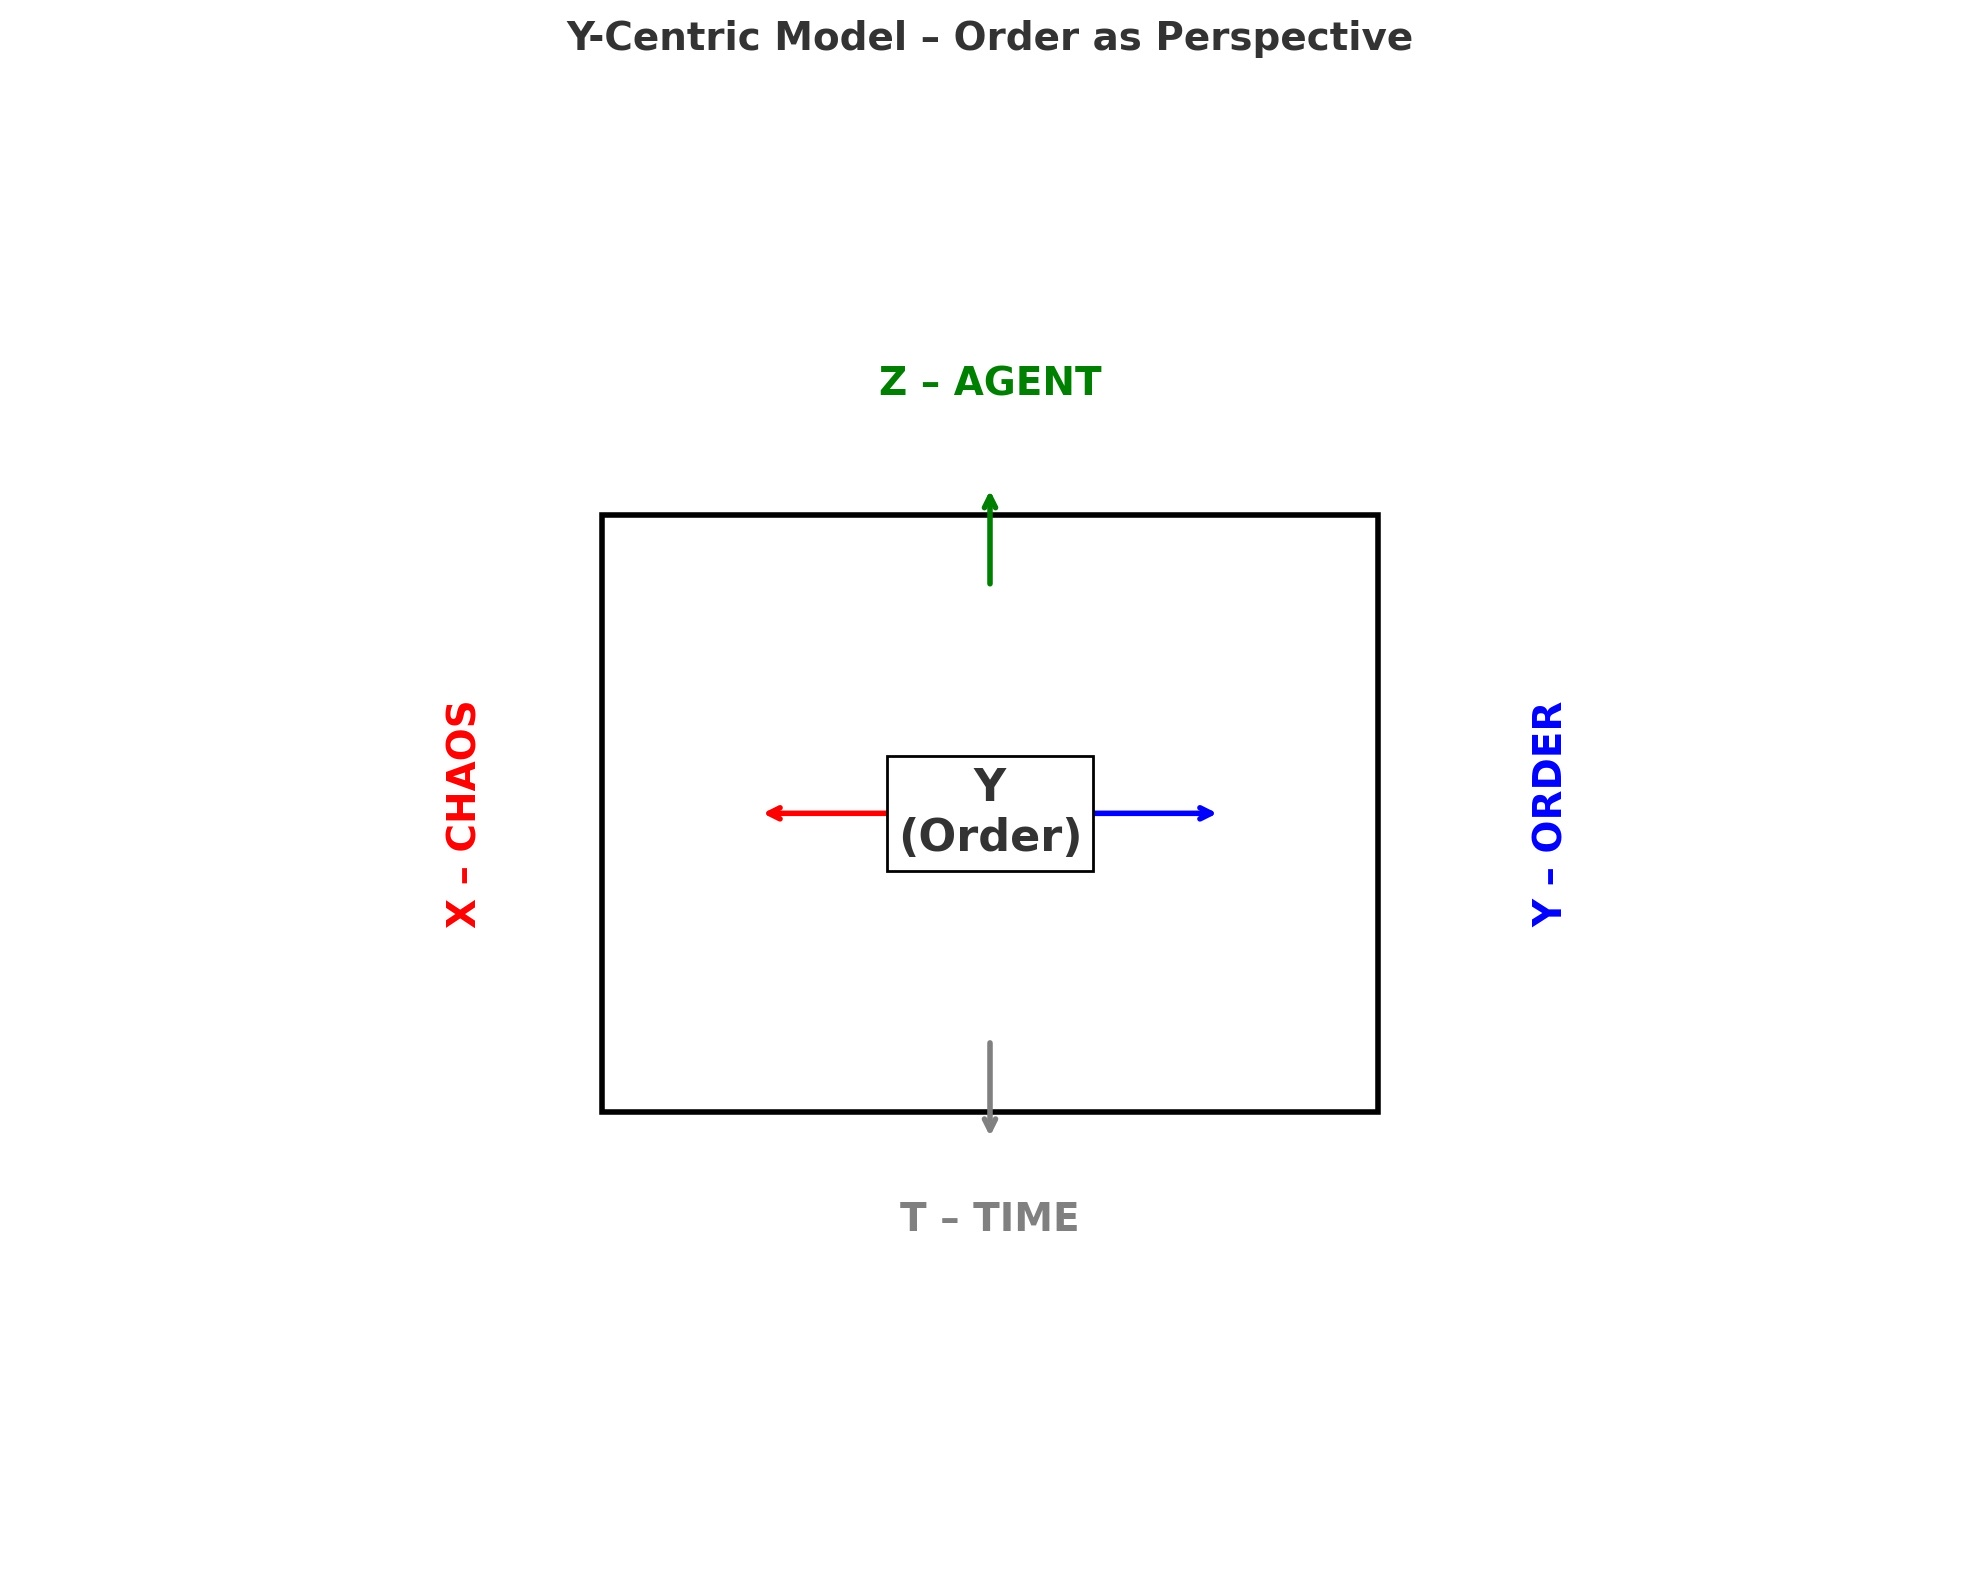 Y-Centric Model – Order as Perspective
Z – AGENT
X – CHAOS
Y
(Order)
Y – ORDER
T – TIME